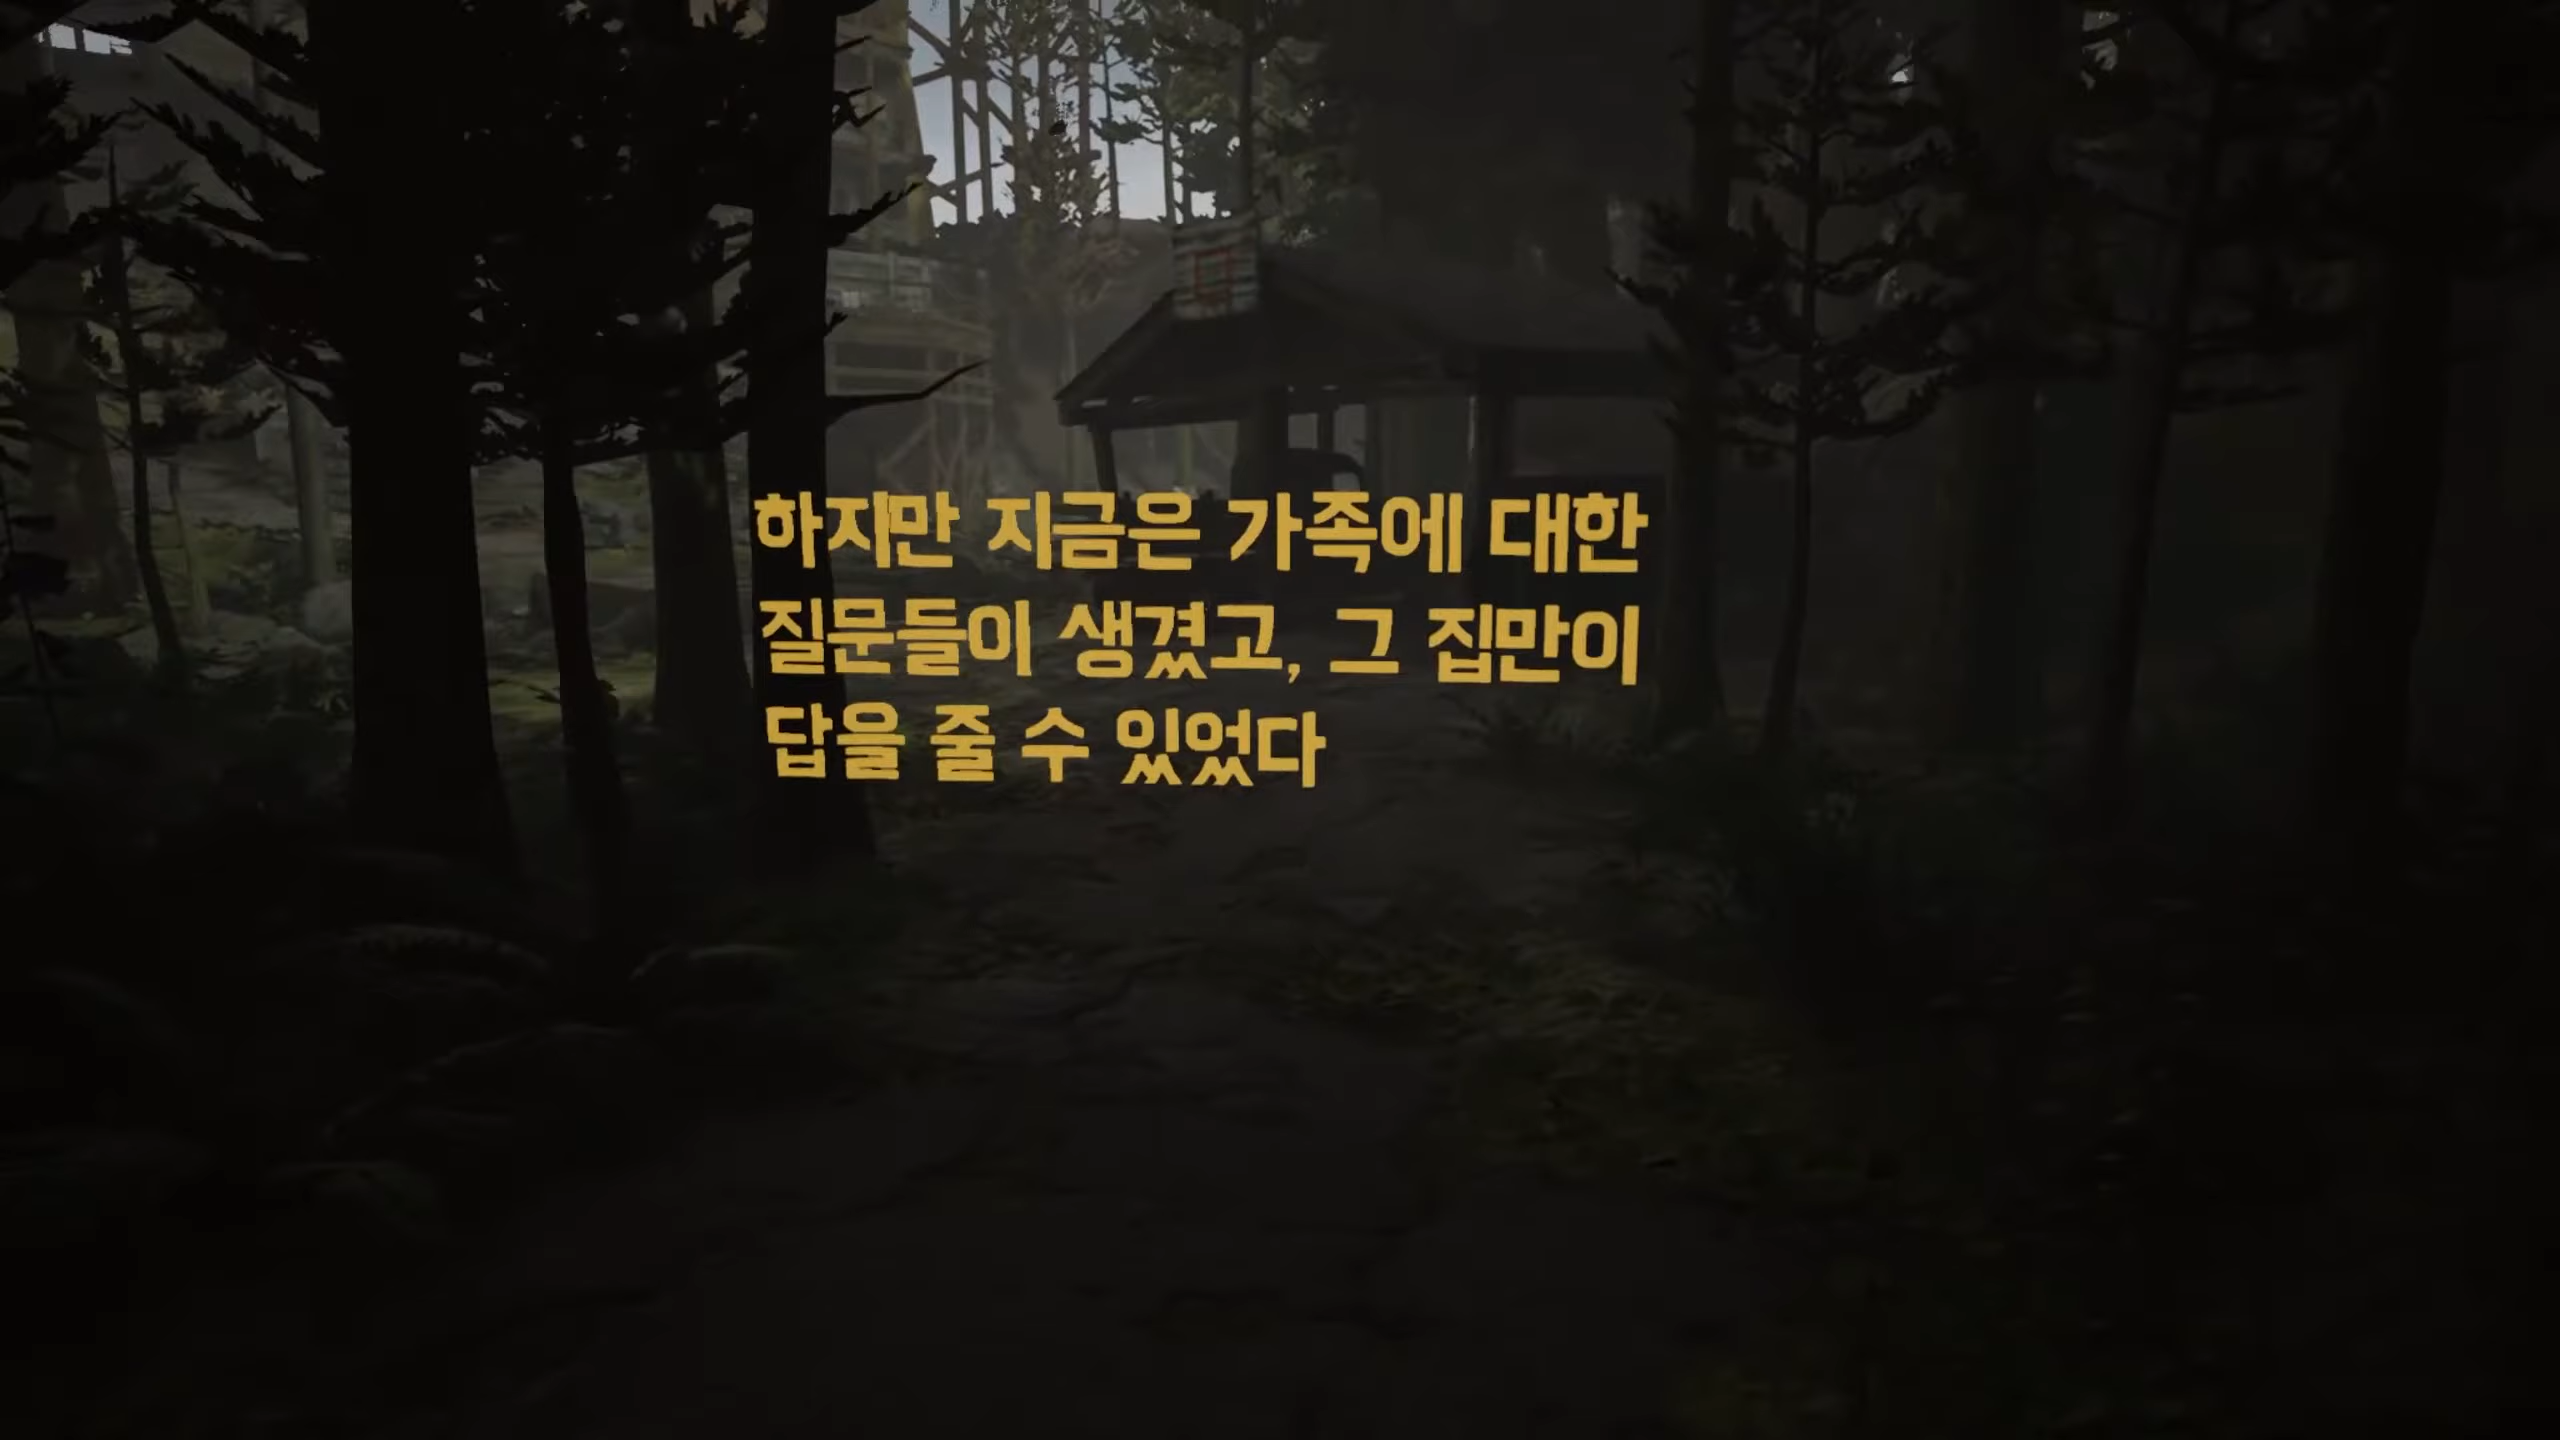 하지만 지금은 가족에 대한
질문들이 생겼고, 그 집만이
답을 줄 수 있었다